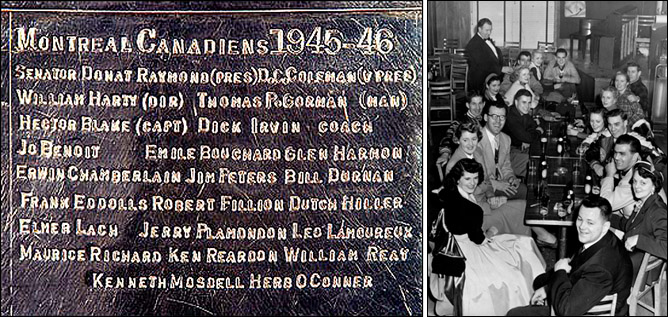 MONTREAL CANADIENS 1945-46
SENATOR DONAT RAYMOND (PRES) D.C. COLEMAN (V PRES)
WILLIAM HARTY (DIR) THOMAS P. GORMAN (MAN)
HECTOR BLAKE (CAPT) DICK IRVIN - COACH
JO BENOIT EMILE BOUCHARD GLEN HARMON
ERWIN CHAMBERLAIN JIM PETERS BILL DURNAN
FRANK EDDOLLS ROBERT FILLION DUTCH HILLER
ELMER LACH JERRY PLAMONDON LEO LAMOUREUX
MAURICE RICHARD KEN REARDON WILLIAM REAY
KENNETH MOSDELL HERB O CONNER